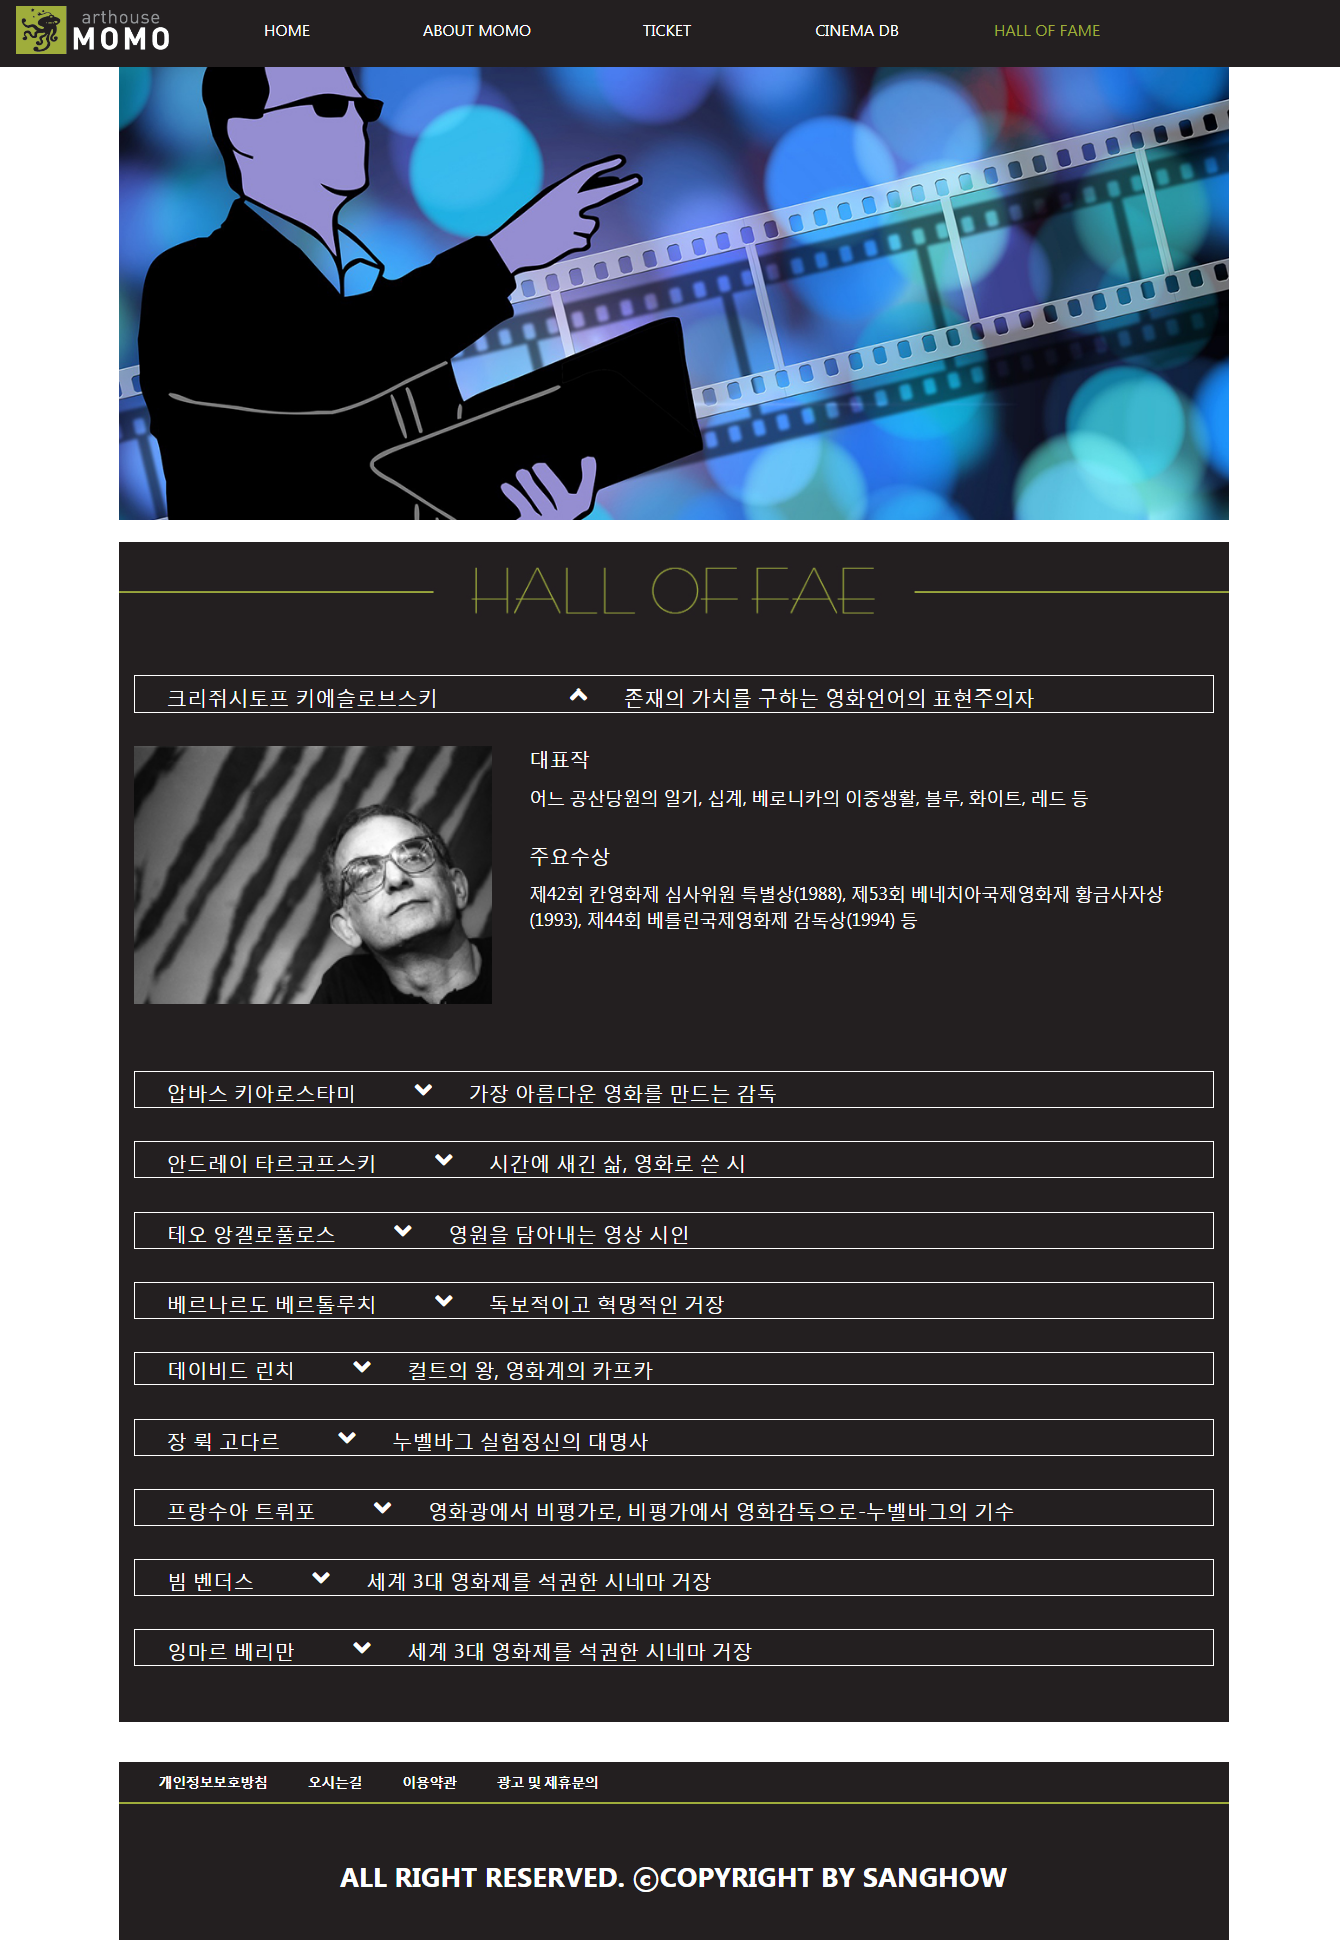 arthouse
MOMO
HOME
ABOUT MOMO
TICKET
CINEMA DB
HALL OF FAME
HALL OF FAE
크리쥐시토프 키에슬로브스키
존재의 가치를 구하는 영화언어의 표현주의자
대표작
어느 공산당원의 일기, 십계, 베로니카의 이중생활, 블루, 화이트, 레드 등
주요수상
제42회 칸영화제 심사위원 특별상(1988), 제53회 베네치아국제영화제 황금사자상
(1993), 제44회 베를린국제영화제 감독상(1994) 등
압바스 키아로스타미
가장 아름다운 영화를 만드는 감독
안드레이 타르코프스키
시간에 새긴 삶, 영화로 쓴 시
테오 앙겔로풀로스
영원을 담아내는 영상 시인
베르나르도 베르톨루치
독보적이고 혁명적인 거장
데이비드 린치
컬트의 왕, 영화계의 카프카
장 뤽 고다르
누벨바그 실험정신의 대명사
프랑수아 트뤼포
영화광에서 비평가로, 비평가에서 영화감독으로-누벨바그의 기수
빔 벤더스
세계 3대 영화제를 석권한 시네마 거장
잉마르 베리만
세계 3대 영화제를 석권한 시네마 거장
개인정보보호방침
오시는길
이용약관
광고 및 제휴문의
ALL RIGHT RESERVED. ⓒCOPYRIGHT BY SANGHOW